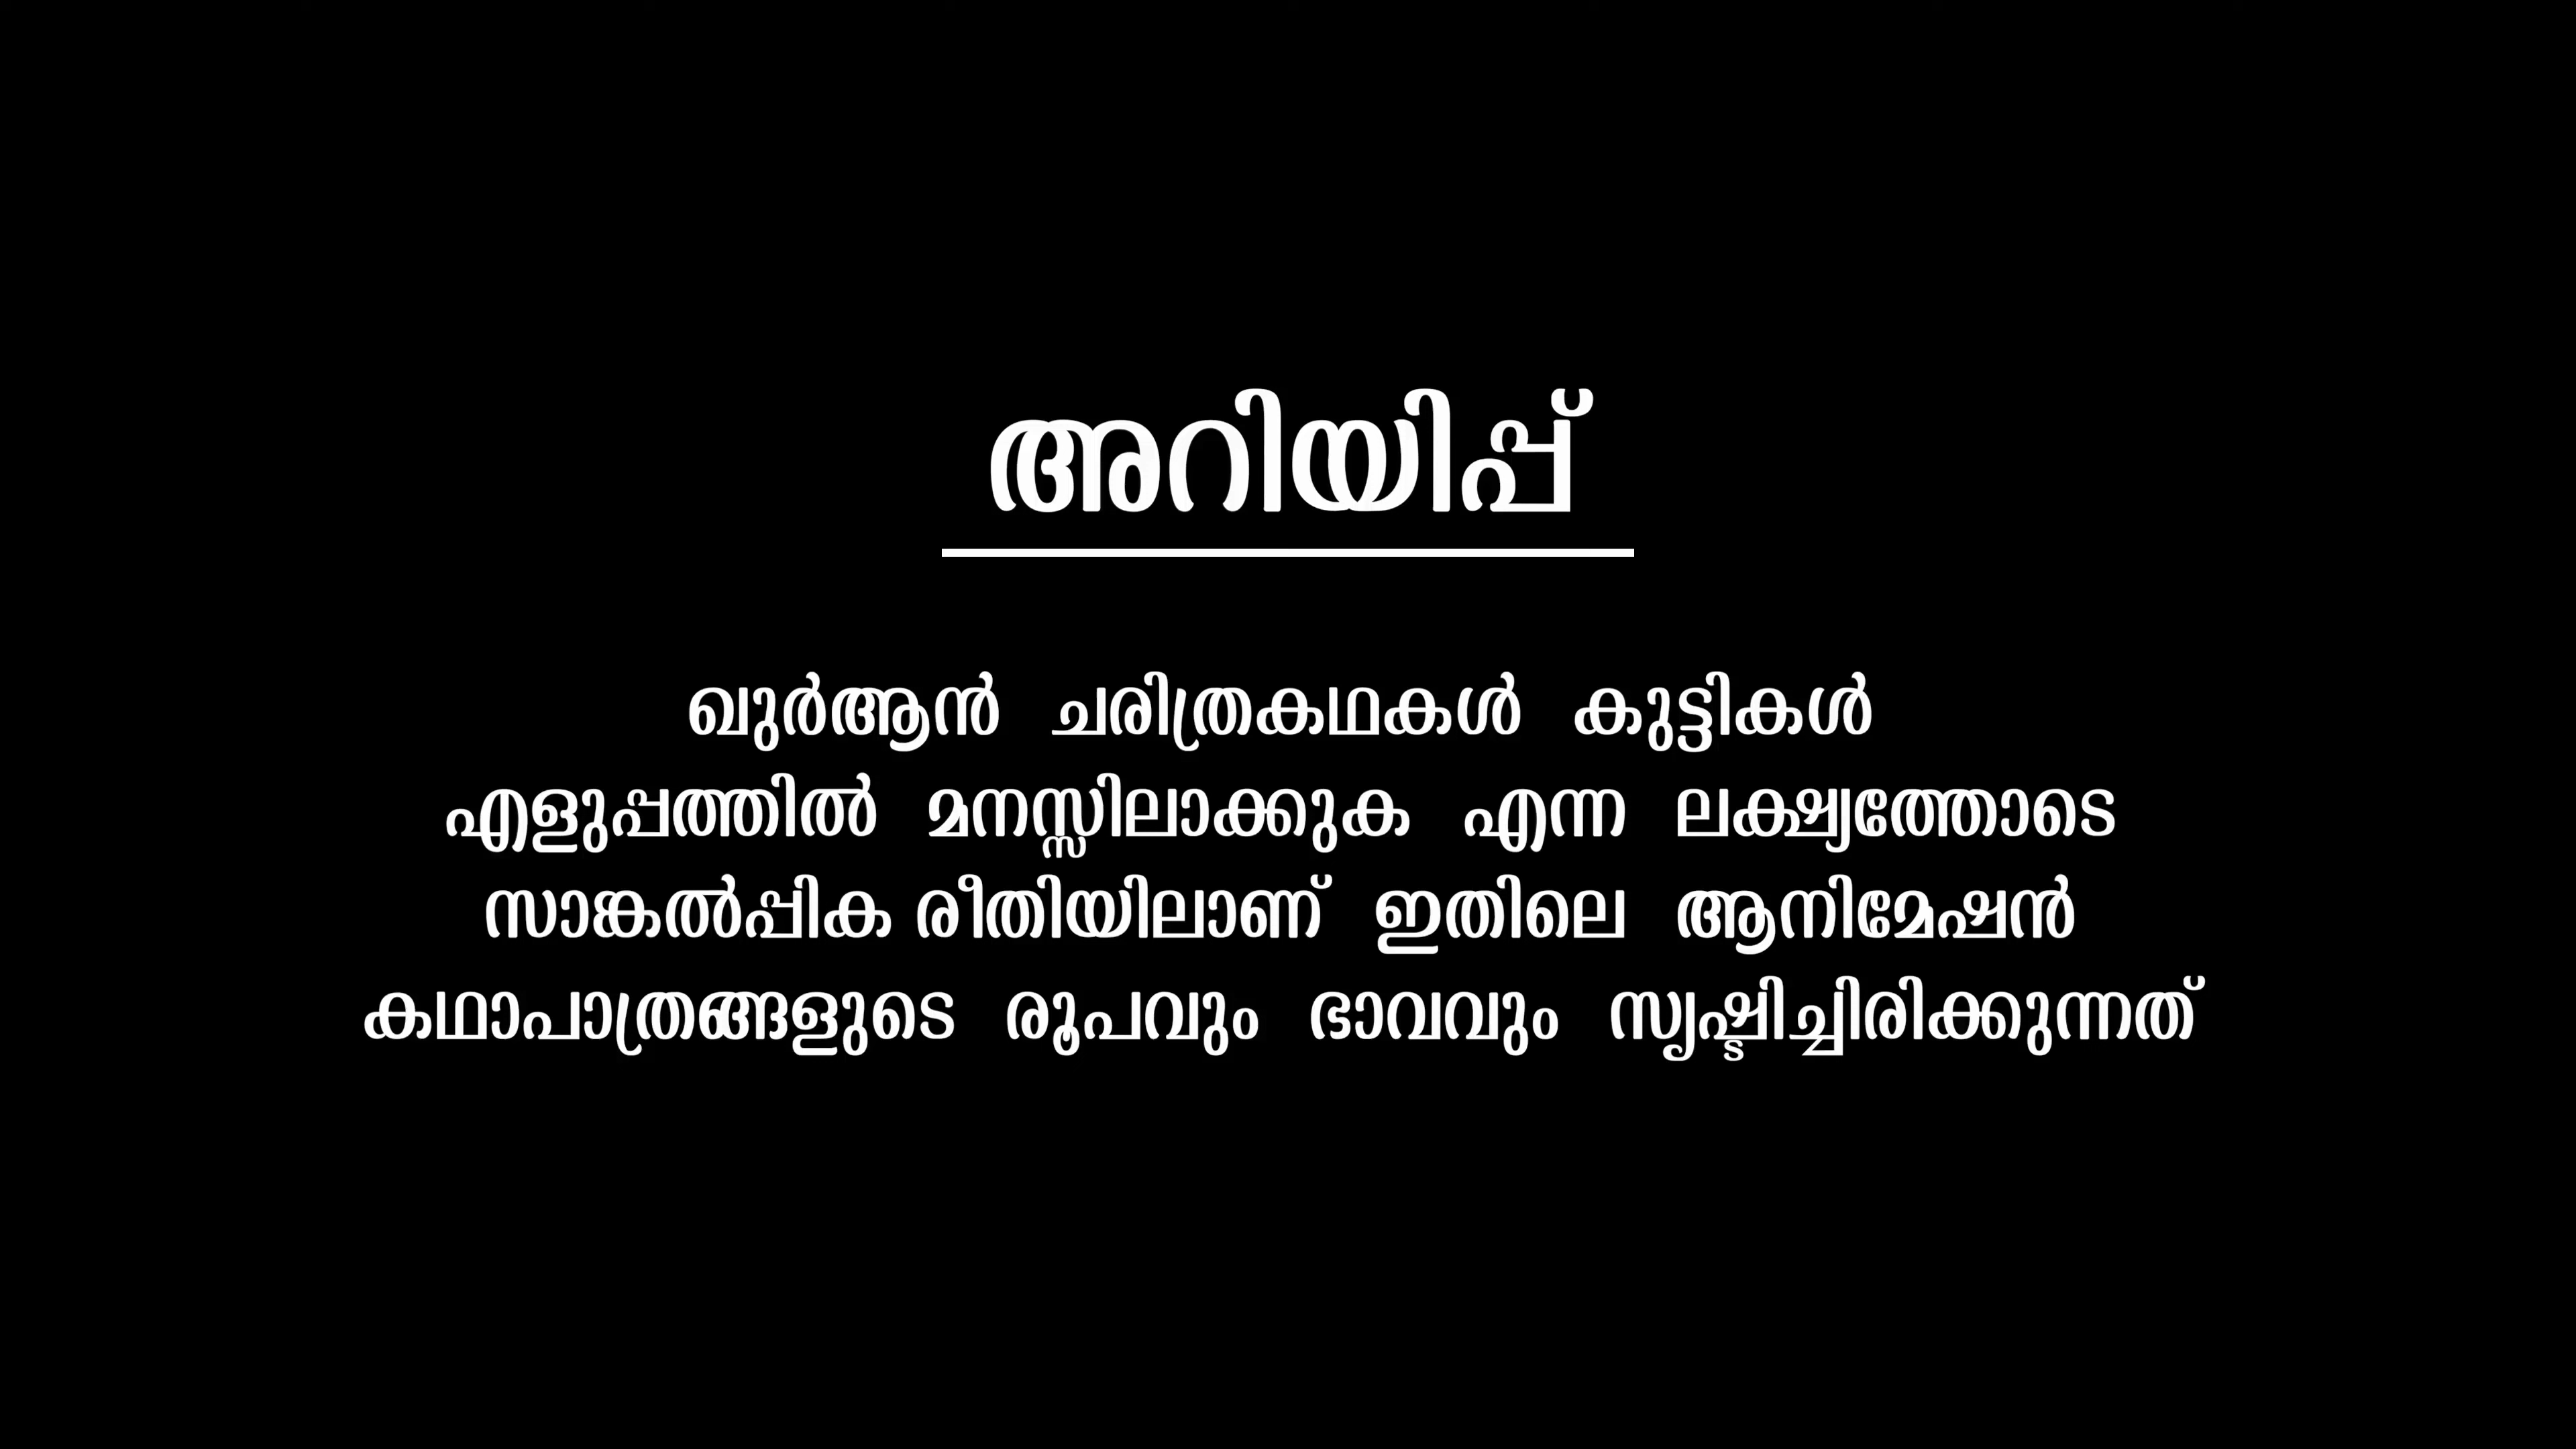 അറിയിപ്പ്
ഖുർആൻ ചരിത്രകഥകൾ കുട്ടികൾ
എളുപ്പത്തിൽ മനസ്സിലാക്കുക എന്ന ലക്ഷ്യത്തോടെ
സാങ്കൽപ്പിക രീതിയിലാണ് ഇതിലെ ആനിമേഷൻ
കഥാപാത്രങ്ങളുടെ രൂപവും ഭാവവും സൃഷ്ടിച്ചിരിക്കുന്നത്